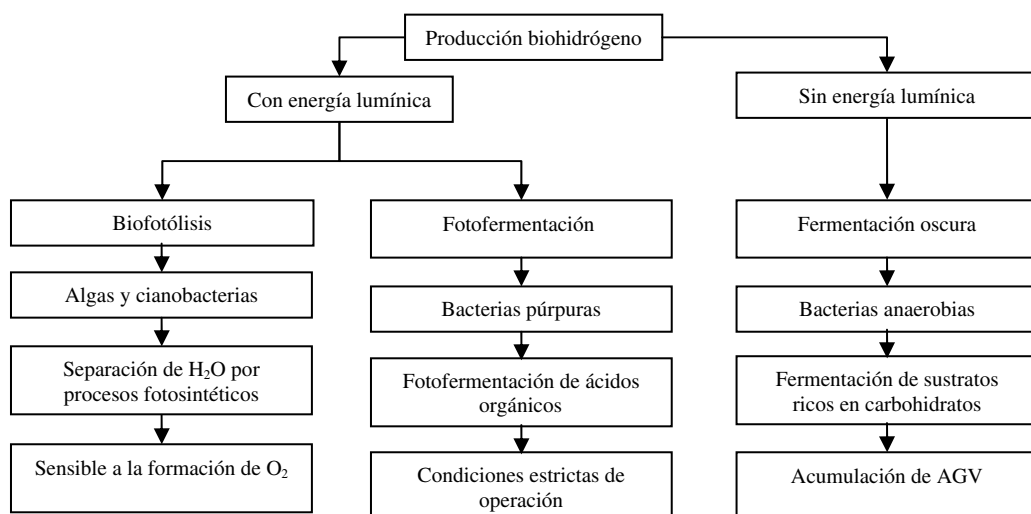 Producción biohidrógeno
Con energía lumínica
Sin energía lumínica
Biofotólisis
Fotofermentación
Fermentación oscura
Algas y cianobacterias
Bacterias púrpuras
Bacterias anaerobias
Separación de H₂O por
procesos fotosintéticos
Fotofermentación de ácidos
orgánicos
Fermentación de sustratos
ricos en carbohidratos
Sensible a la formación de O₂
Condiciones estrictas de
operación
Acumulación de AGV